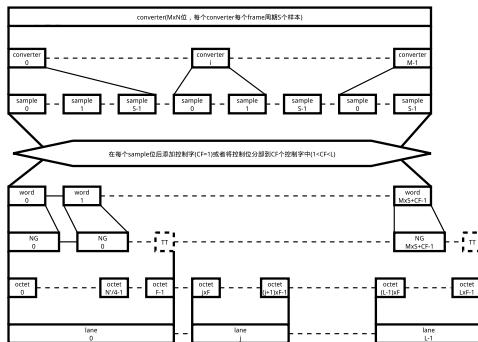 converter(MxN位，每个converter每个frame周期S个样本)
converter
0
converter
i
converter
M-1
sample
0
sample
1
sample
S-1
sample
0
sample
1
sample
S-1
sample
0
sample
S-1
在每个sample位后添加控制字(CF=1)或者将控制位分部到CF个控制字中(1<CF<L)
word
0
word
1
word
MxS+CF-1
NG
0
NG
0
TT
NG
MxS+CF-1
TT
octet
0
octet
N'/4-1
octet
F-1
octet
jxF
octet
(j+1)xF-1
octet
(L-1)xF
octet
LxF-1
lane
0
lane
j
lane
L-1